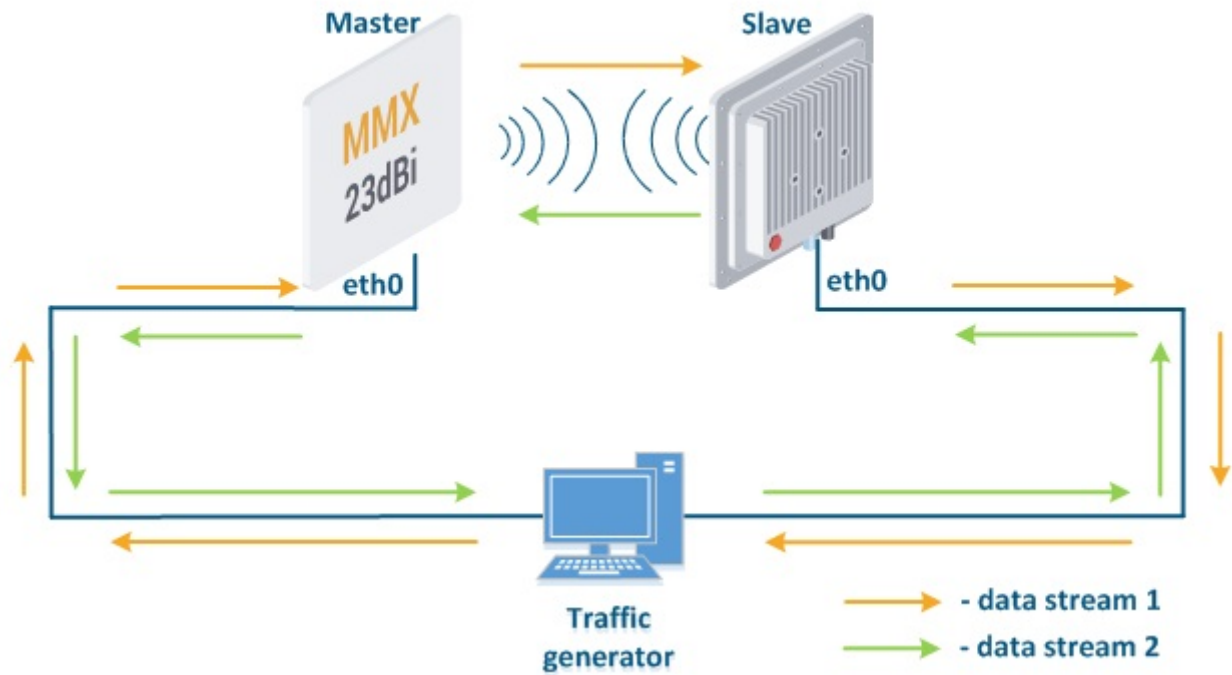 Master
Slave
MMX
23dBi
eth0
eth0
Traffic
generator
- data stream 1
- data stream 2